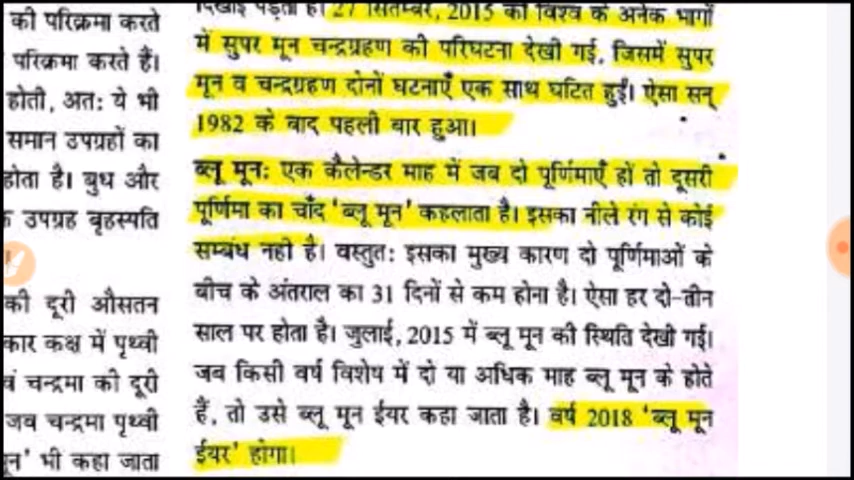 की परिक्रमा करते
परिक्रमा करते हैं।
होती, अतः ये भी
समान उपग्रहों का
होता है। बुध और
उपग्रह बृहस्पति
की दूरी औसतन
कार कक्ष में पृथ्वी
वं चन्द्रमा की दूरी
जब चन्द्रमा पृथ्वी
मून' भी कहा जाता
दिखाई पड़ता है। 27 सितम्बर, 2015 को विश्व के अनेक भागों
में सुपर मून चन्द्रग्रहण की परिघटना देखी गई, जिसमें सुपर
मून व चन्द्रग्रहण दोनों घटनाएँ एक साथ घटित हुईं। ऐसा सन्
1982 के बाद पहली बार हुआ।
ब्लू मून: एक कैलेन्डर माह में जब दो पूर्णिमाएँ हों तो दूसरी
पूर्णिमा का चाँद 'ब्लू मून' कहलाता है। इसका नीले रंग से कोई
सम्बंध नही है। वस्तुत: इसका मुख्य कारण दो पूर्णिमाओं के
बीच के अंतराल का 31 दिनों से कम होना है। ऐसा हर दो-तीन
साल पर होता है। जुलाई, 2015 में ब्लू मून की स्थिति देखी गई।
जब किसी वर्ष विशेष में दो या अधिक माह ब्लू मून के होते
हैं, तो उसे ब्लू मून ईयर कहा जाता है। वर्ष 2018 'ब्लू मून
ईयर' होगा।